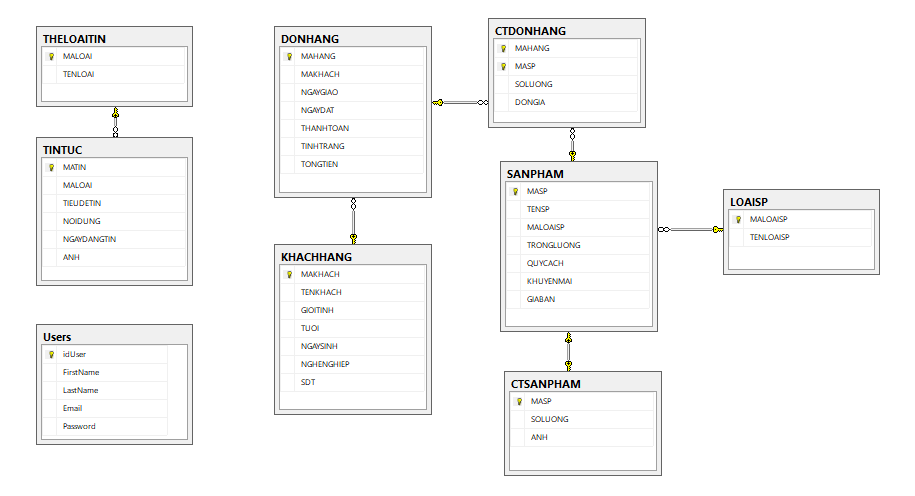 THELOAITIN
MALOAI
TENLOAI
TINTUC
MATIN
MALOAI
TIEUDETIN
NOIDUNG
NGAYDANGTIN
ANH
Users
idUser
FirstName
LastName
Email
Password
DONHANG
MAHANG
MAKHACH
NGAYGIAO
NGAYDAT
THANHTOAN
TINHTRANG
TONGTIEN
KHACHHANG
MAKHACH
TENKHACH
GIOITINH
TUOI
NGAYSINH
NGHENGHIEP
SDT
CTDONHANG
MAHANG
MASP
SOLUONG
DONGIA
SANPHAM
MASP
TENSP
MALOAISP
TRONGLUONG
QUYCACH
KHUYENMAI
GIABAN
CTSANPHAM
MASP
SOLUONG
ANH
LOAISP
MALOAISP
TENLOAISP